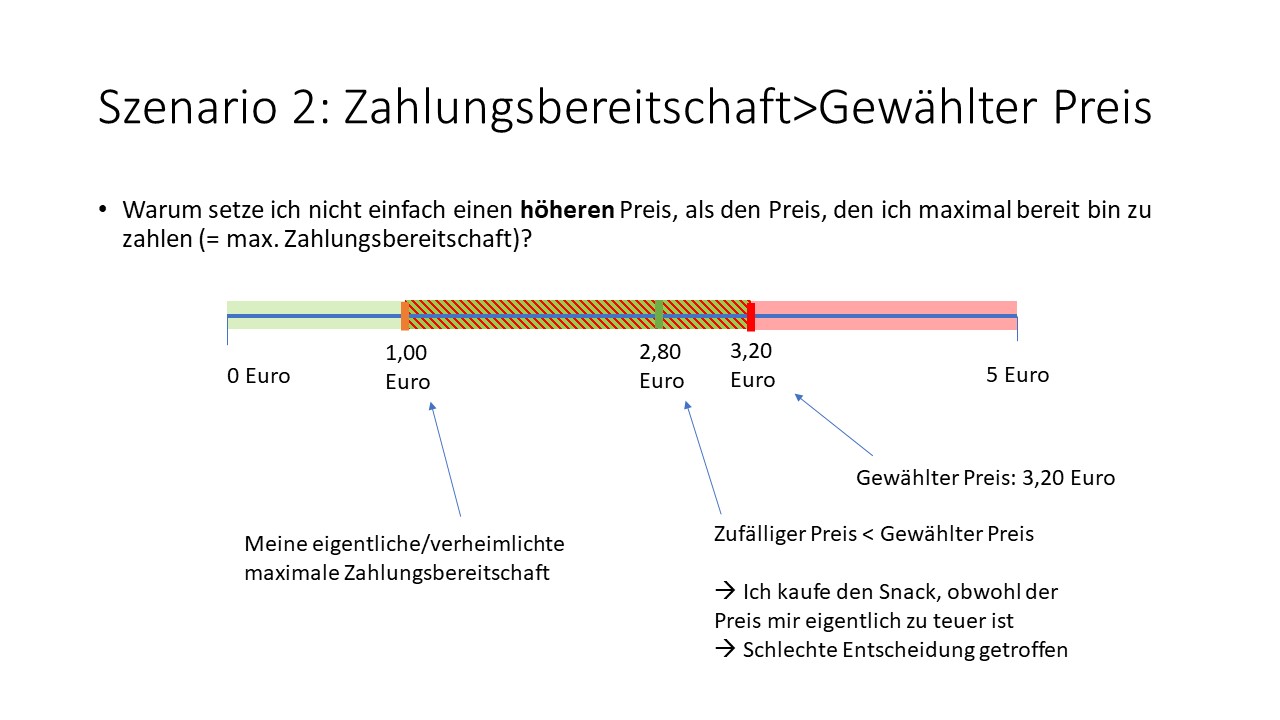 Szenario 2: Zahlungsbereitschaft>Gewählter Preis
• Warum setze ich nicht einfach einen höheren Preis, als den Preis, den ich maximal bereit bin zu
zahlen (= max. Zahlungsbereitschaft)?
0 Euro
1,00
Euro
2,80
Euro
3,20
Euro
5 Euro
Gewählter Preis: 3,20 Euro
Meine eigentliche/verheimlichte
maximale Zahlungsbereitschaft
Zufälliger Preis < Gewählter Preis
→ Ich kaufe den Snack, obwohl der
Preis mir eigentlich zu teuer ist
→ Schlechte Entscheidung getroffen